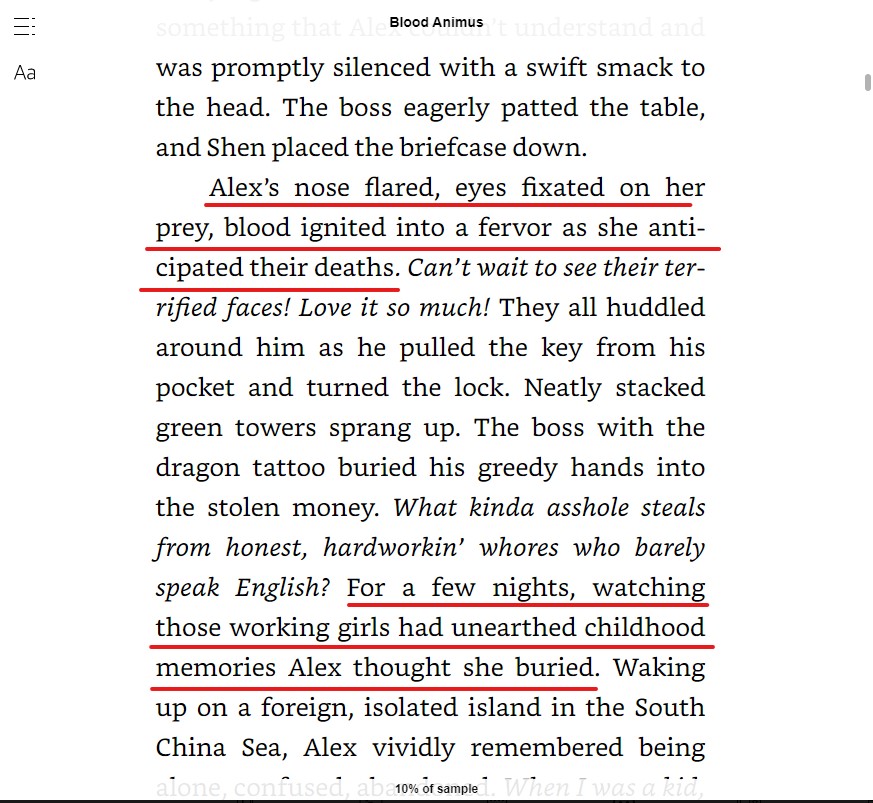 Blood Animus
something that Alex couldn't understand and
Aa
was promptly silenced with a swift smack to
the head. The boss eagerly patted the table,
and Shen placed the briefcase down.
Alex’s nose flared, eyes fixated on her
prey, blood ignited into a fervor as she anti-
cipated their deaths. Can’t wait to see their ter-
rified faces! Love it so much! They all huddled
around him as he pulled the key from his
pocket and turned the lock. Neatly stacked
green towers sprang up. The boss with the
dragon tattoo buried his greedy hands into
the stolen money. What kinda asshole steals
from honest, hardworkin’ whores who barely
speak English? For a few nights, watching
those working girls had unearthed childhood
memories Alex thought she buried. Waking
up on a foreign, isolated island in the South
China Sea, Alex vividly remembered being
alone, confused, abandoned. When I was a kid,
10% of sample